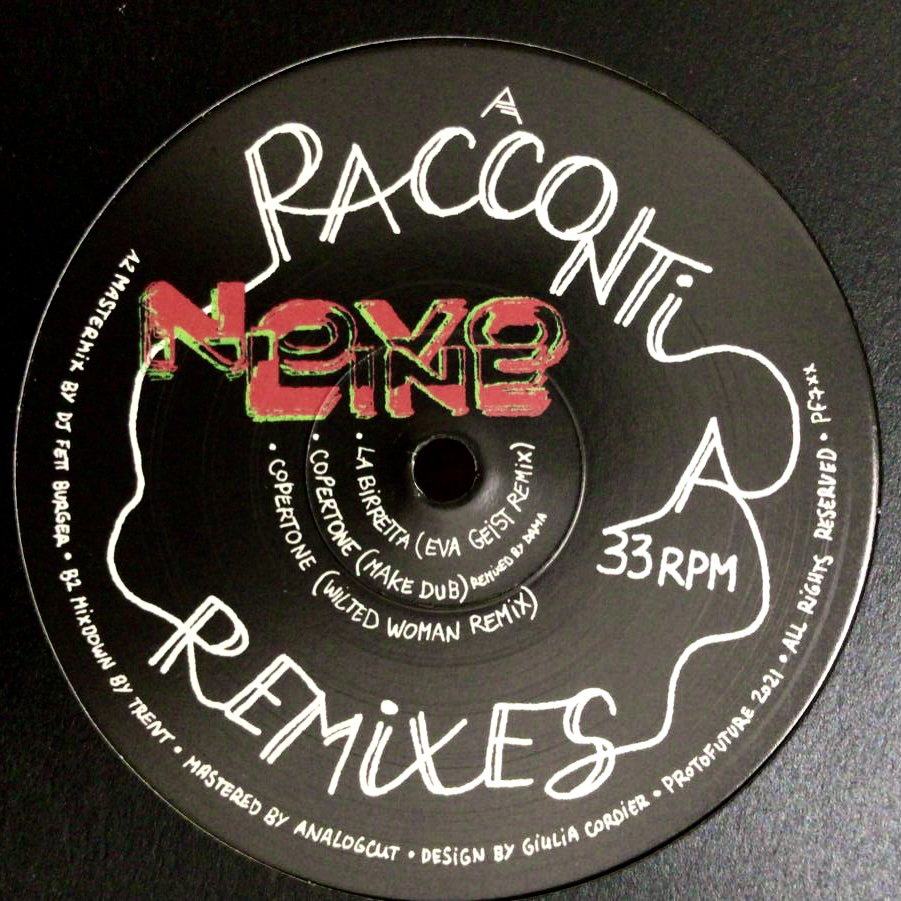 A
RACCONTI
NOVO
LINE
• LA BIRRETTA (EVA GEIST REMIX)
• COPERTONE (MAKE DUB) REMIXED BY DAMA
• COPERTONE (WILTED WOMAN REMIX)
A
33 RPM
REMIXES
A2 MASTERMIX BY DJ FETT BURGER • B2 MIXDOWN BY TRENT • MASTERED BY ANALOGCUT • DESIGN BY GIULIA CORDIER • PROTOFUTURE 2021 • ALL RIGHTS RESERVED • PF7XX